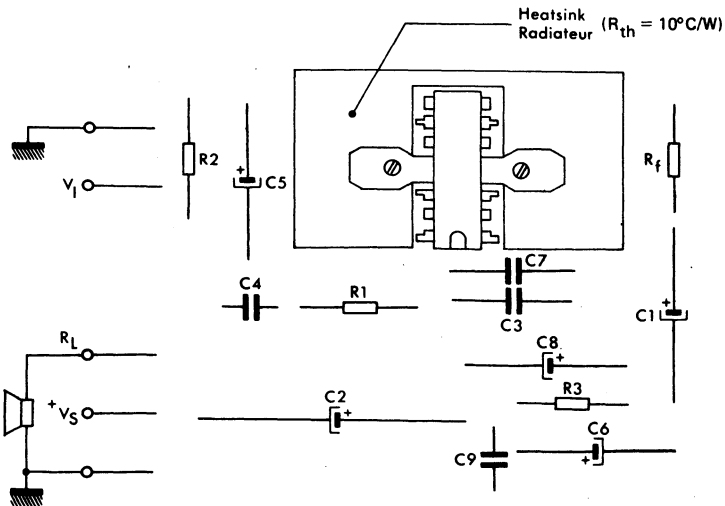 Heatsink
Radiateur (Rth = 10°C/W)
R2
+
C5
VI
Rf
C7
C4
R1
C3
+
C1
RL
C8
+
R3
+VS
C2
+
C6
C9
+